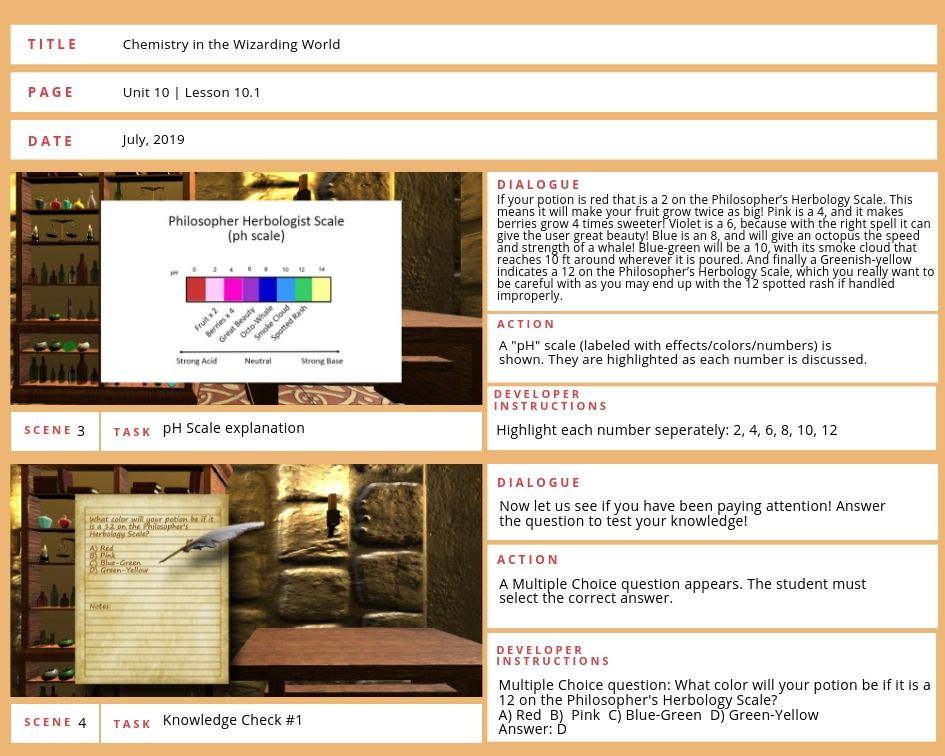 TITLE Chemistry in the Wizarding World
PAGE Unit 10 | Lesson 10.1
DATE July, 2019
Philosopher Herbologist Scale
(ph scale)
pH 0 2 4 6 8 10 12 14
Fruit x 2
Berries x 4
Great Beauty
Octo-Whale
Smoke Cloud
Spotted Rash
Strong Acid Neutral Strong Base
SCENE 3 TASK pH Scale explanation
DIALOGUE
If your potion is red that is a 2 on the Philosopher's Herbology Scale. This
means it will make your fruit grow twice as big! Pink is a 4, and it makes
berries grow 4 times sweeter! Violet is a 6, because with the right spell it can
give the user great beauty! Blue is an 8, and will give an octopus the speed
and strength of a whale! Blue-green will be a 10, with its smoke cloud that
reaches 10 ft around wherever it is poured. And finally a Greenish-yellow
indicates a 12 on the Philosopher's Herbology Scale, which you really want to
be careful with as you may end up with the 12 spotted rash if handled
improperly.
ACTION
A "pH" scale (labeled with effects/colors/numbers) is
shown. They are highlighted as each number is discussed.
DEVELOPER
INSTRUCTIONS
Highlight each number seperately: 2, 4, 6, 8, 10, 12
What color will your potion be if it
is a 12 on the Philosopher's
Herbology Scale?
A) Red
B) Pink
C) Blue-Green
D) Green-Yellow
Notes:
SCENE 4 TASK Knowledge Check #1
DIALOGUE
Now let us see if you have been paying attention! Answer
the question to test your knowledge!
ACTION
A Multiple Choice question appears. The student must
select the correct answer.
DEVELOPER
INSTRUCTIONS
Multiple Choice question: What color will your potion be if it is a
12 on the Philosopher's Herbology Scale?
A) Red B) Pink C) Blue-Green D) Green-Yellow
Answer: D